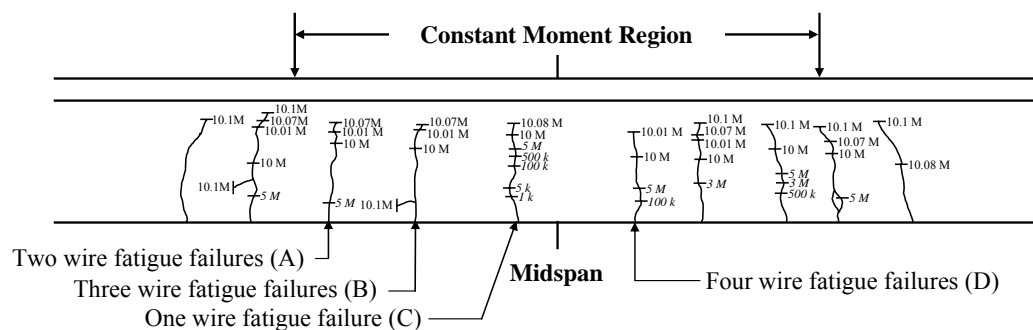 Constant Moment Region
10.1M
10.1M
10.07M
10.01 M
10 M
10.1M
5 M
10.07M
10.01 M
10 M
5 M
10.07M
10.01M
10 M
10.1M
10.08 M
10 M
5 M
500 k
100 k
5 k
1 k
10.01 M
10 M
5 M
100 k
10.1 M
10.07 M
10.01 M
10 M
3 M
10.1 M
10 M
5 M
3 M
500 k
10.1 M
10.07 M
10 M
5 M
10.1 M
10.08 M
Two wire fatigue failures (A)
Three wire fatigue failures (B)
One wire fatigue failure (C)
Midspan
Four wire fatigue failures (D)